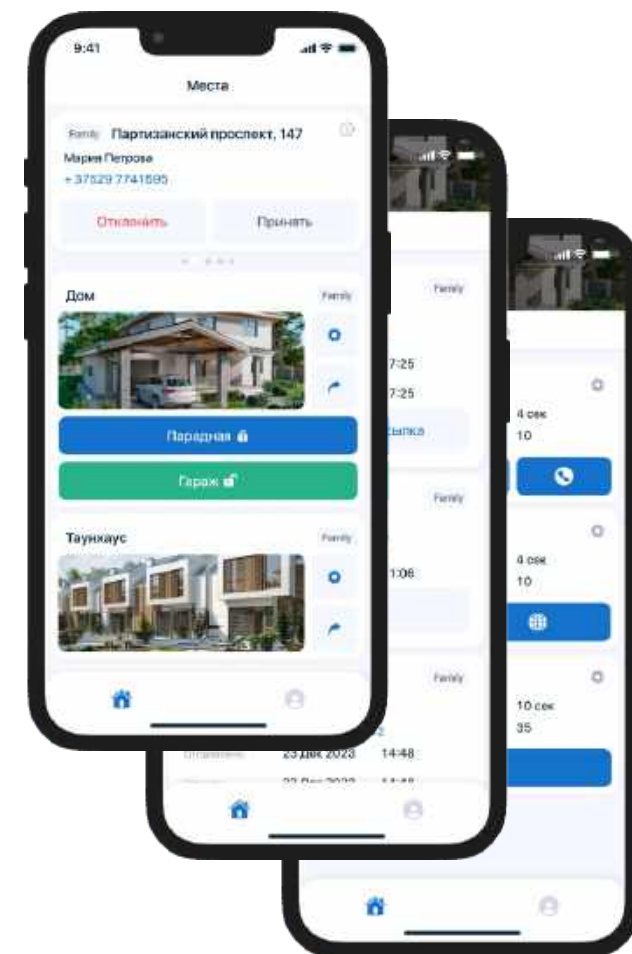 9:41
Места
Family Партизанский проспект, 147
Мария Петрова
+ 37529 7741595
Отклонить Принять
Дом Family
Парадная
Гараж
Таунхаус Family
Family
7:25
7:25
Family
1:06
Family
23 Дек 2023 14:48
14:48
4 сек
10
4 сек
10
10 сек
35